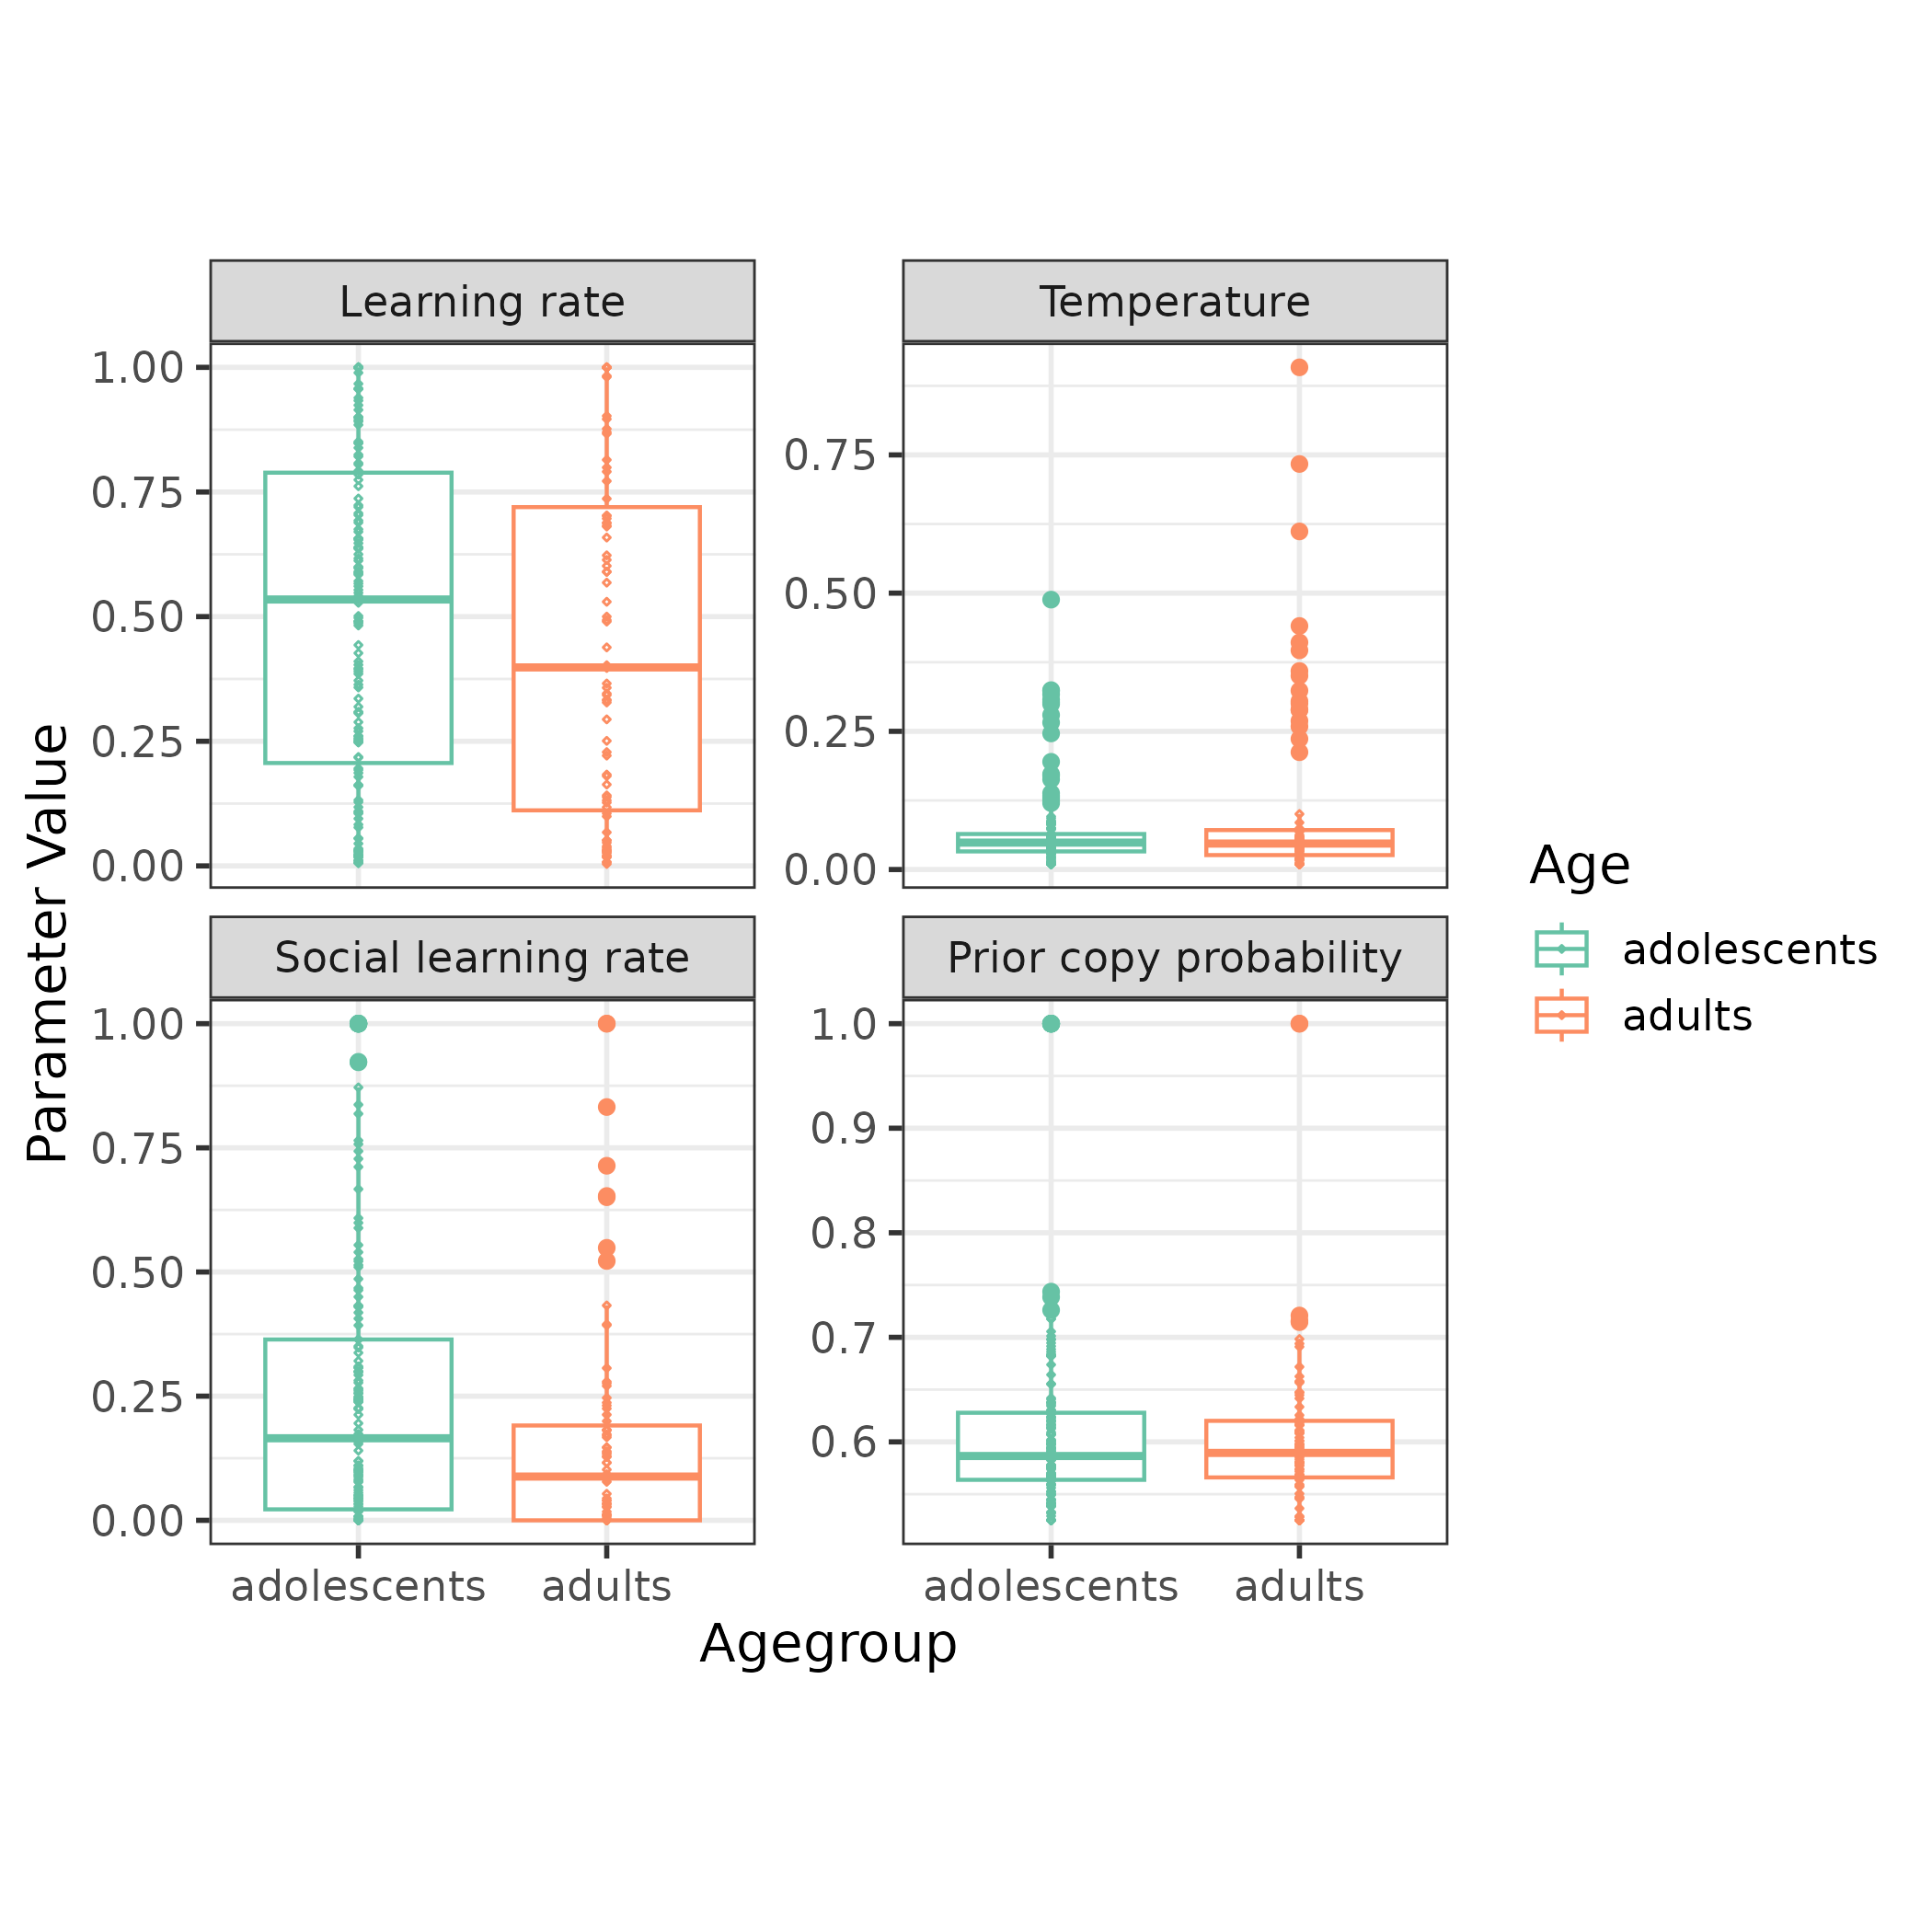 Learning rate
Temperature
1.00
0.75
0.50
0.25
0.00
0.75
0.50
0.25
0.00
Social learning rate
Prior copy probability
1.00
0.75
0.50
0.25
0.00
1.0
0.9
0.8
0.7
0.6
adolescents adults
adolescents adults
Agegroup
Parameter Value
Age
adolescents
adults